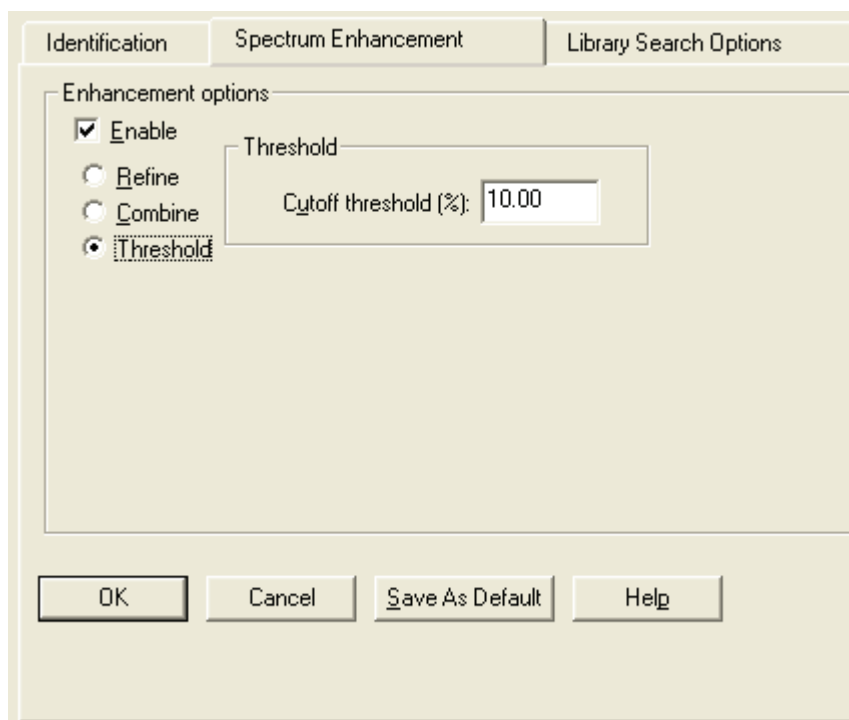 Identification Spectrum Enhancement Library Search Options
Enhancement options
Enable
Threshold
Refine
Cutoff threshold (%): 10.00
Combine
Threshold
OK Cancel Save As Default Help